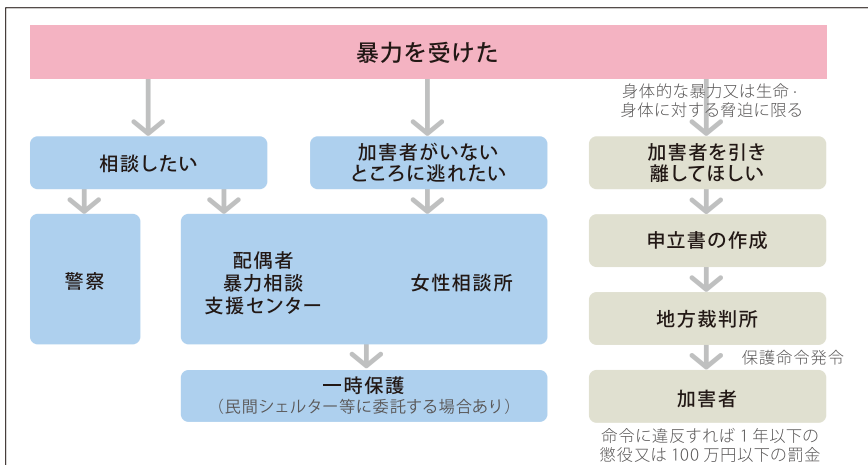 暴力を受けた
身体的な暴力又は生命·
身体に対する脅迫に限る
相談したい
加害者がいない
ところに逃れたい
加害者を引き
離してほしい
警察
配偶者
暴力相談
支援センター
女性相談所
申立書の作成
地方裁判所
保護命令発令
一時保護
（民間シェルター等に委託する場合あり）
加害者
命令に違反すれば1年以下の
懲役又は100万円以下の罰金